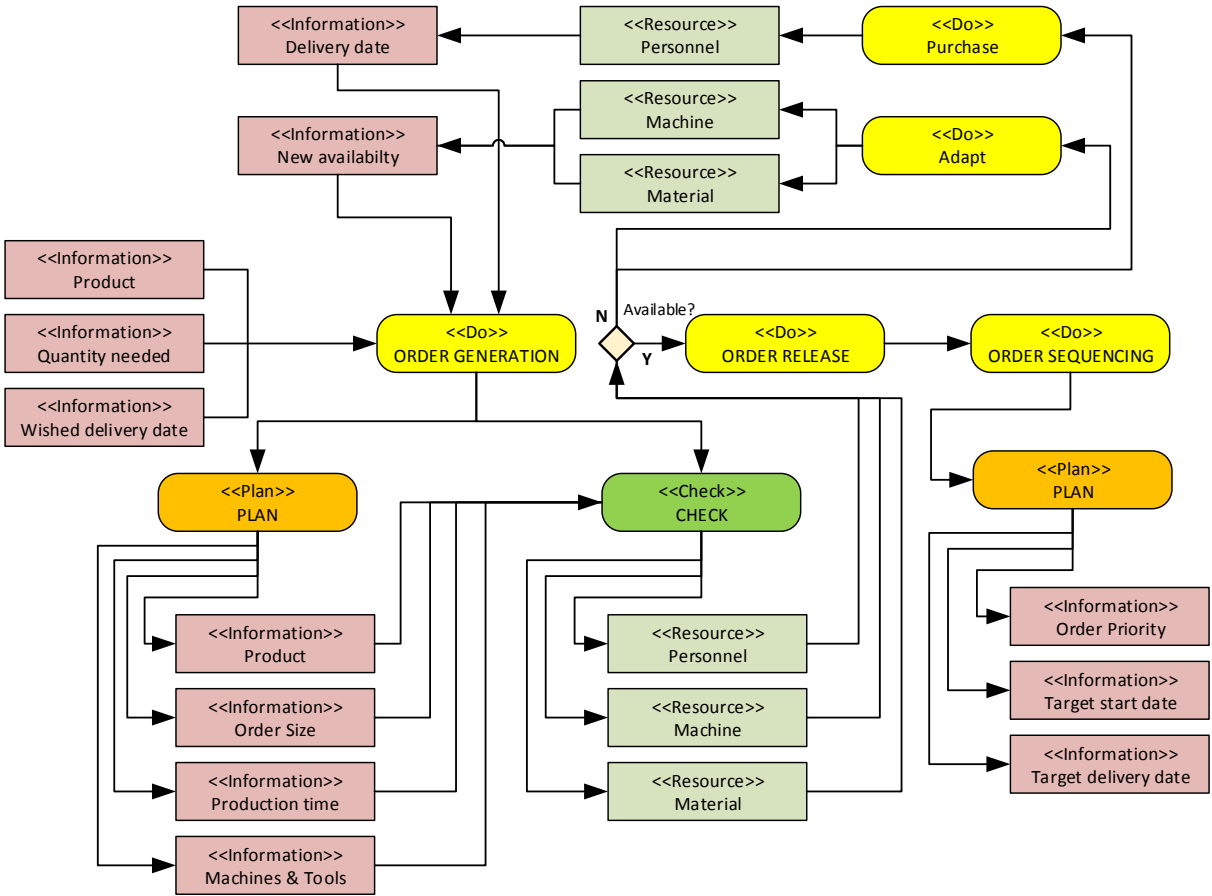 <<Information>>
Delivery date
<<Resource>>
Personnel
<<Do>>
Purchase
<<Resource>>
Machine
<<Information>>
New availabilty
<<Do>>
Adapt
<<Resource>>
Material
<<Information>>
Product
<<Information>>
Quantity needed
<<Information>>
Wished delivery date
<<Do>>
ORDER GENERATION
N
Available?
Y
<<Do>>
ORDER RELEASE
<<Do>>
ORDER SEQUENCING
<<Plan>>
PLAN
<<Check>>
CHECK
<<Plan>>
PLAN
<<Information>>
Product
<<Information>>
Order Size
<<Information>>
Production time
<<Information>>
Machines & Tools
<<Resource>>
Personnel
<<Resource>>
Machine
<<Resource>>
Material
<<Information>>
Order Priority
<<Information>>
Target start date
<<Information>>
Target delivery date